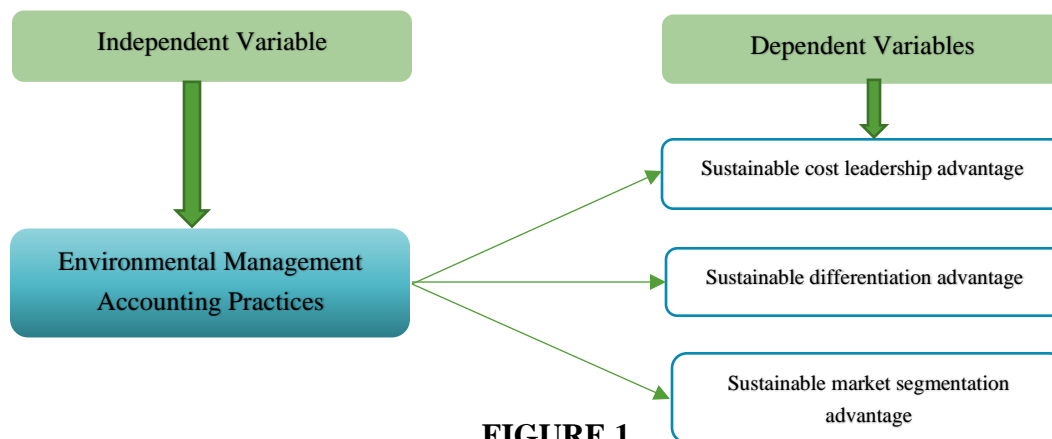 Independent Variable
Dependent Variables
Sustainable cost leadership advantage
Environmental Management
Accounting Practices
Sustainable differentiation advantage
Sustainable market segmentation
advantage
FIGURE 1